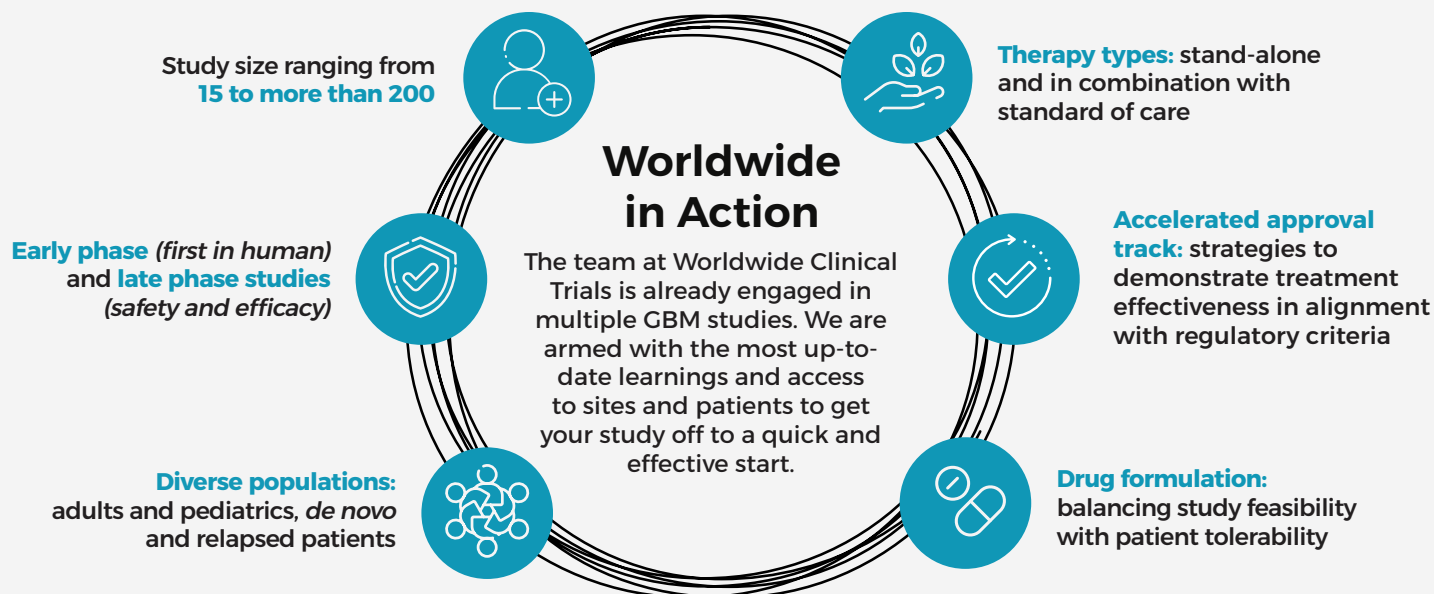 Study size ranging from
15 to more than 200
Therapy types: stand-alone
and in combination with
standard of care
Worldwide
in Action
The team at Worldwide Clinical
Trials is already engaged in
multiple GBM studies. We are
armed with the most up-to-
date learnings and access
to sites and patients to get
your study off to a quick and
effective start.
Early phase (first in human)
and late phase studies
(safety and efficacy)
Accelerated approval
track: strategies to
demonstrate treatment
effectiveness in alignment
with regulatory criteria
Diverse populations:
adults and pediatrics, de novo
and relapsed patients
Drug formulation:
balancing study feasibility
with patient tolerability